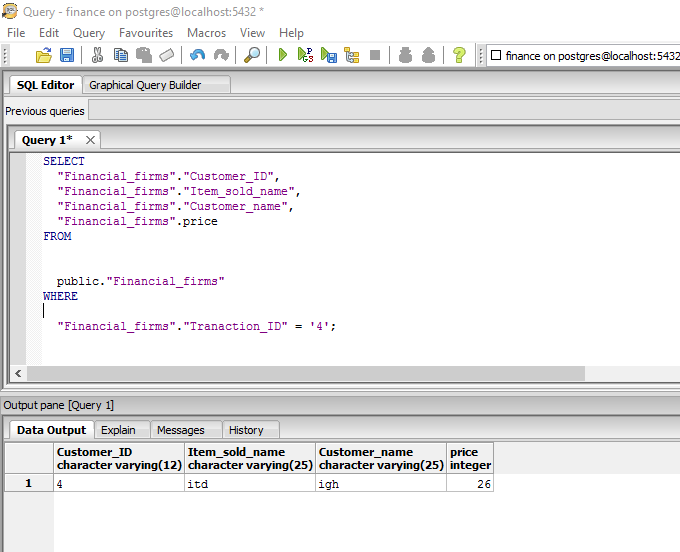 Query - finance on postgres@localhost:5432 *
File Edit Query Favourites Macros View Help
finance on postgres@localhost:5432
SQL Editor Graphical Query Builder
Previous queries
Query 1*
SELECT
"Financial_firms"."Customer_ID",
"Financial_firms"."Item_sold_name",
"Financial_firms"."Customer_name",
"Financial_firms".price
FROM
public."Financial_firms"
WHERE
"Financial_firms"."Tranaction_ID" = '4';
Output pane [Query 1]
Data Output Explain Messages History
Customer_ID Item_sold_name Customer_name price
character varying(12) character varying(25) character varying(25) integer
1 4 itd igh 26